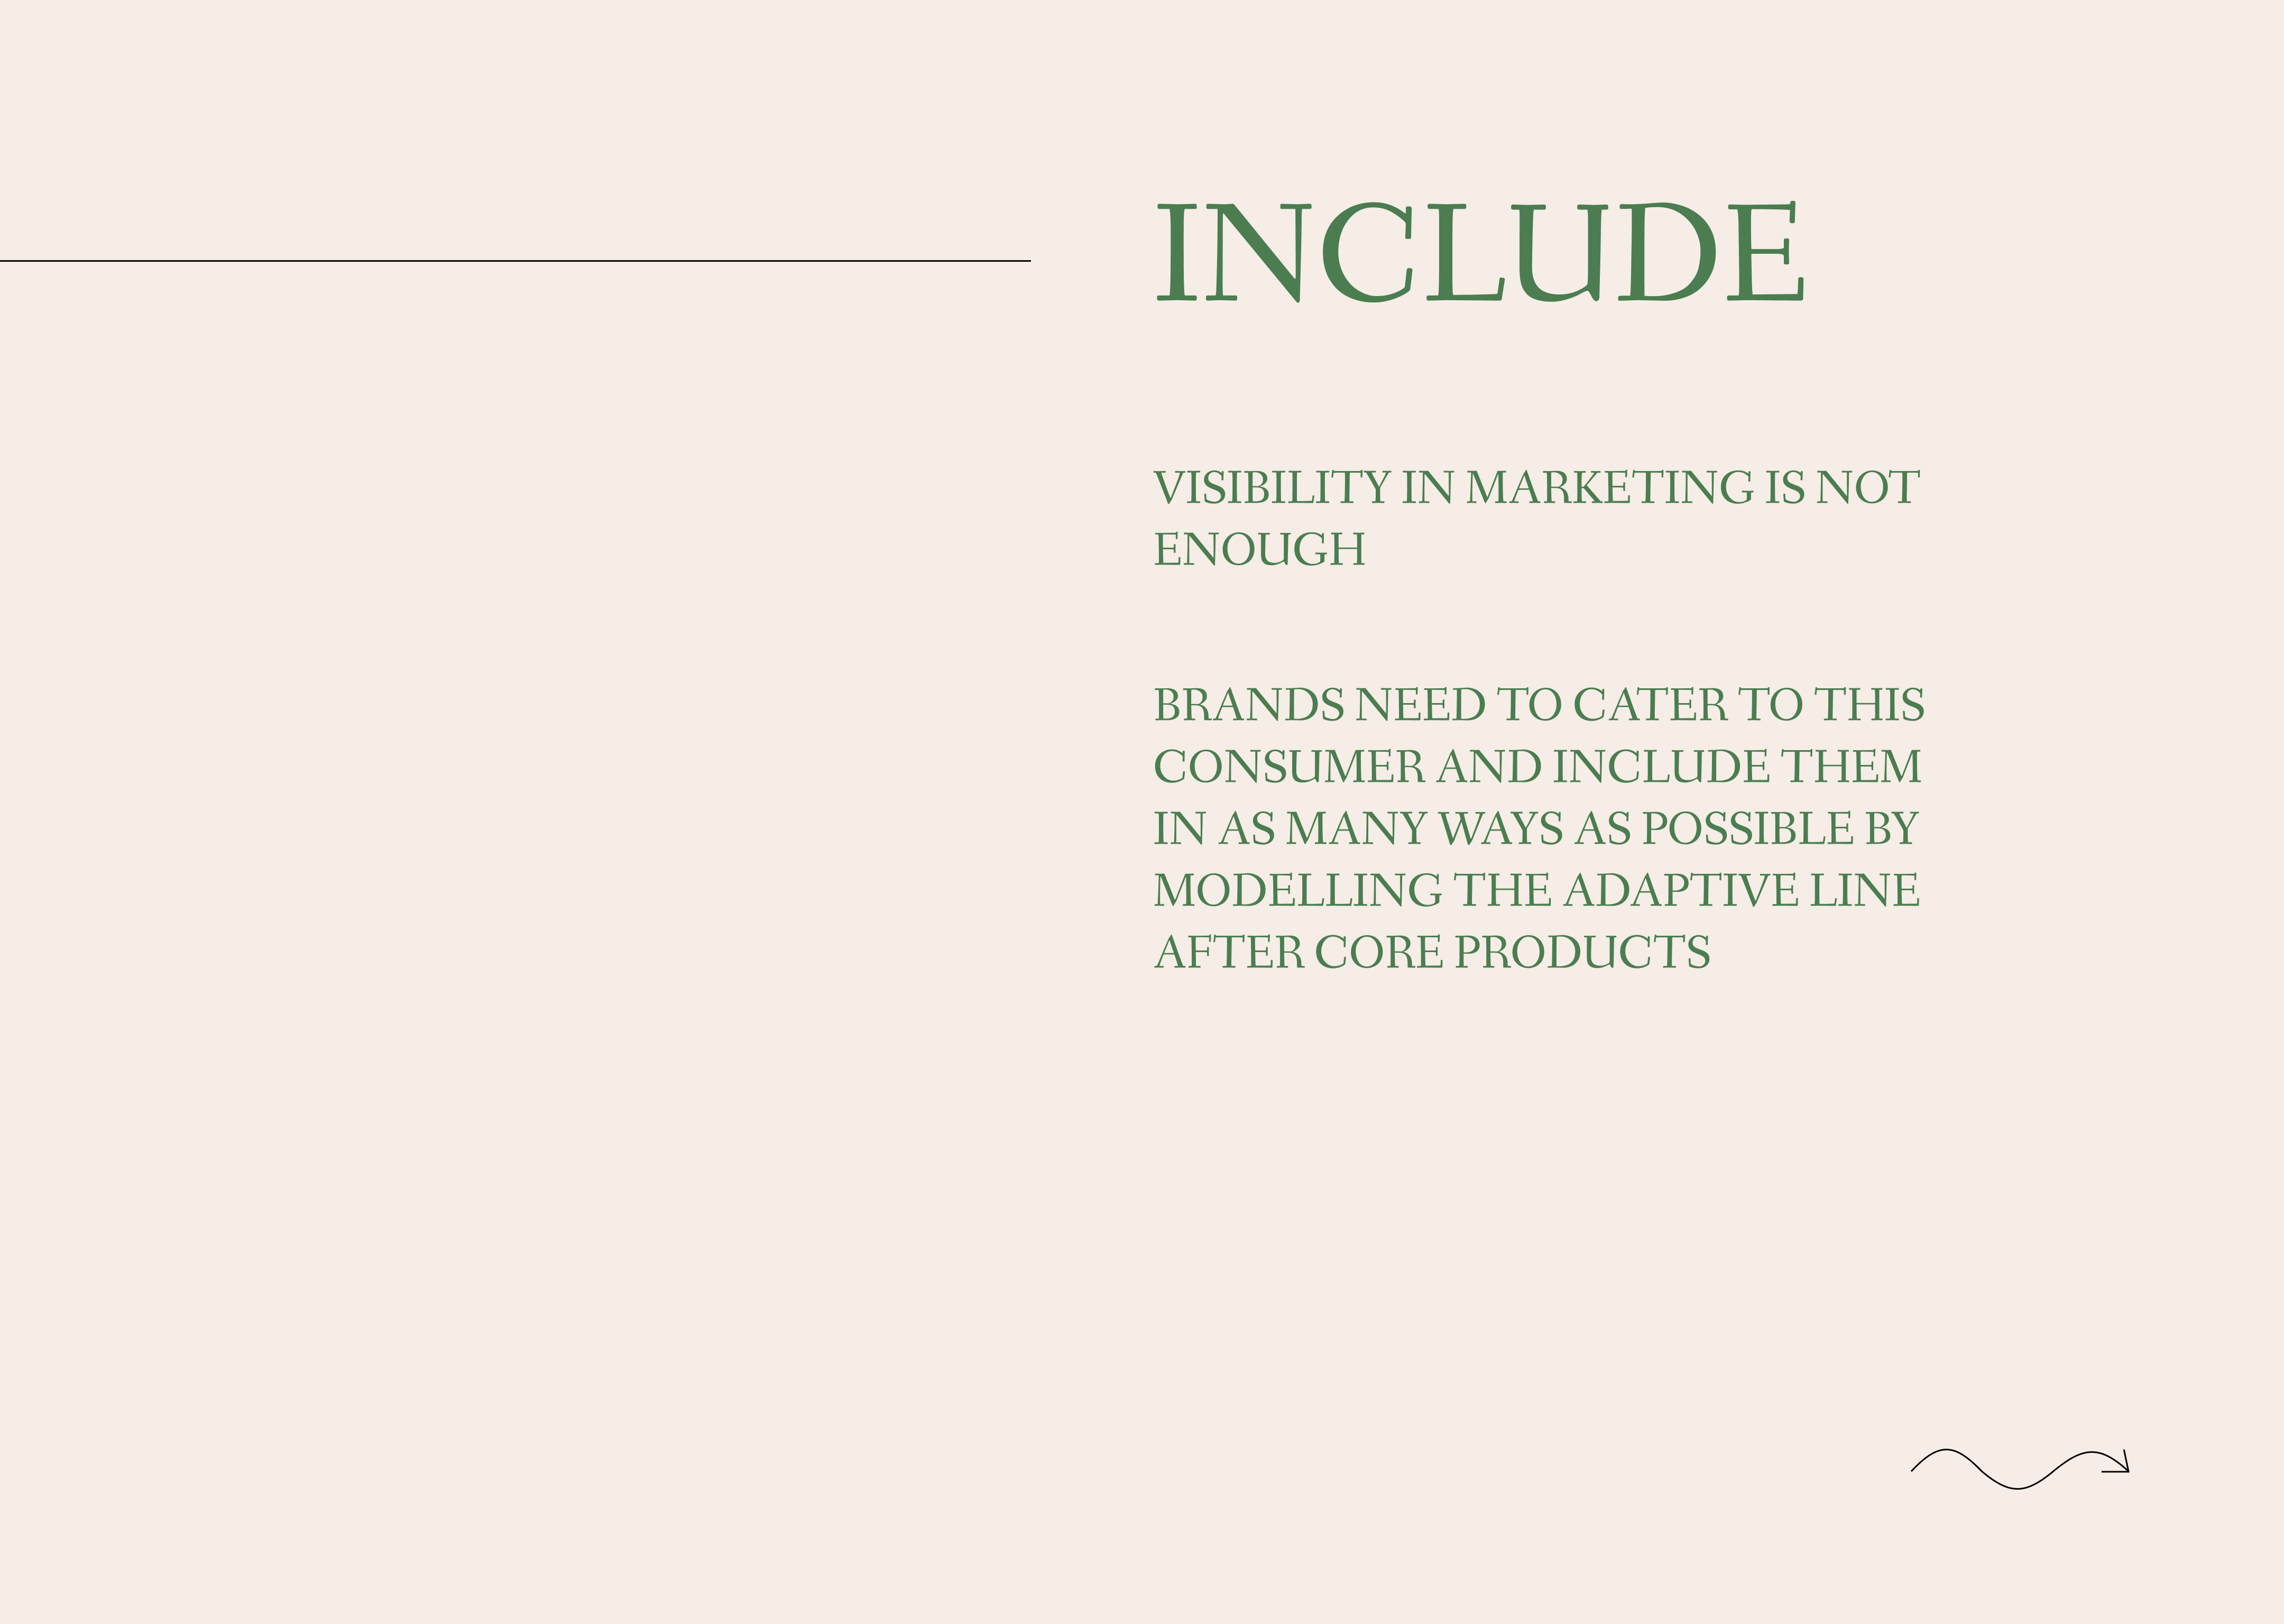 INCLUDE
VISIBILITY IN MARKETING IS NOT
ENOUGH
BRANDS NEED TO CATER TO THIS
CONSUMER AND INCLUDE THEM
IN AS MANY WAYS AS POSSIBLE BY
MODELLING THE ADAPTIVE LINE
AFTER CORE PRODUCTS